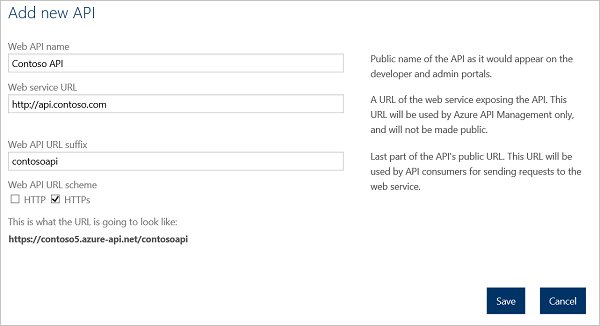 Add new API
Web API name
Contoso API
Public name of the API as it would appear on the
developer and admin portals.
Web service URL
http://api.contoso.com
A URL of the web service exposing the API. This
URL will be used by Azure API Management only,
and will not be made public.
Web API URL suffix
contosoapi
Last part of the API's public URL. This URL will be
used by API consumers for sending requests to the
web service.
Web API URL scheme
HTTP HTTPs
This is what the URL is going to look like:
https://contoso5.azure-api.net/contosoapi
Save Cancel